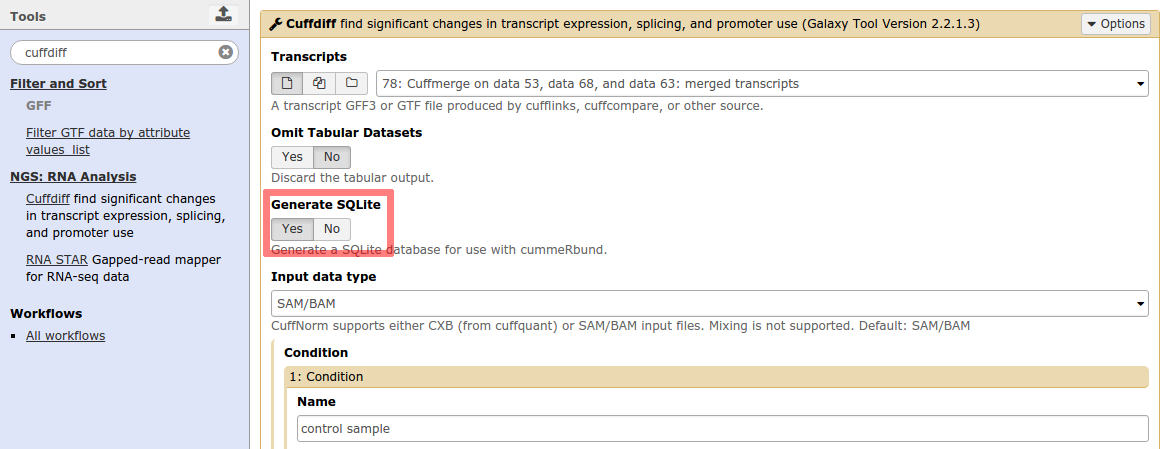 Tools
cuffdiff
Filter and Sort
GFF
Filter GTF data by attribute
values_list
NGS: RNA Analysis
Cuffdiff find significant changes
in transcript expression, splicing,
and promoter use
RNA STAR Gapped-read mapper
for RNA-seq data
Workflows
All workflows
Cuffdiff find significant changes in transcript expression, splicing, and promoter use (Galaxy Tool Version 2.2.1.3)
Options
Transcripts
78: Cuffmerge on data 53, data 68, and data 63: merged transcripts
A transcript GFF3 or GTF file produced by cufflinks, cuffcompare, or other source.
Omit Tabular Datasets
Yes No
Discard the tabular output.
Generate SQLite
Yes No
Generate a SQLite database for use with cummeRbund.
Input data type
SAM/BAM
CuffNorm supports either CXB (from cuffquant) or SAM/BAM input files. Mixing is not supported. Default: SAM/BAM
Condition
1: Condition
Name
control sample